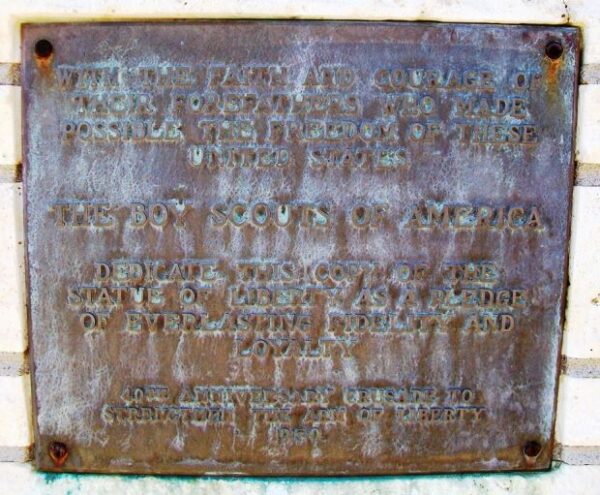 WITH THE FAITH AND COURAGE OF
THEIR FOREFATHERS WHO MADE
POSSIBLE THE FREEDOM OF THESE
UNITED STATES
THE BOY SCOUTS OF AMERICA
DEDICATE THIS COPY OF THE
STATUE OF LIBERTY AS A PLEDGE
OF EVERLASTING FIDELITY AND
LOYALTY
40TH ANNIVERSARY CRUSADE TO
STRENGTHEN THE ARM OF LIBERTY
1950